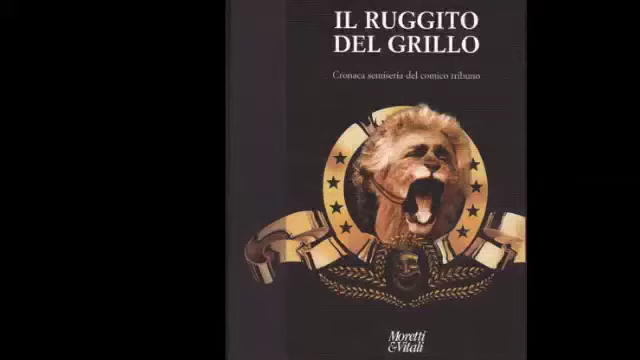 IL RUGGITO
DEL GRILLO
Cronaca semiseria del comico tribuno
Moretti
&Vitali